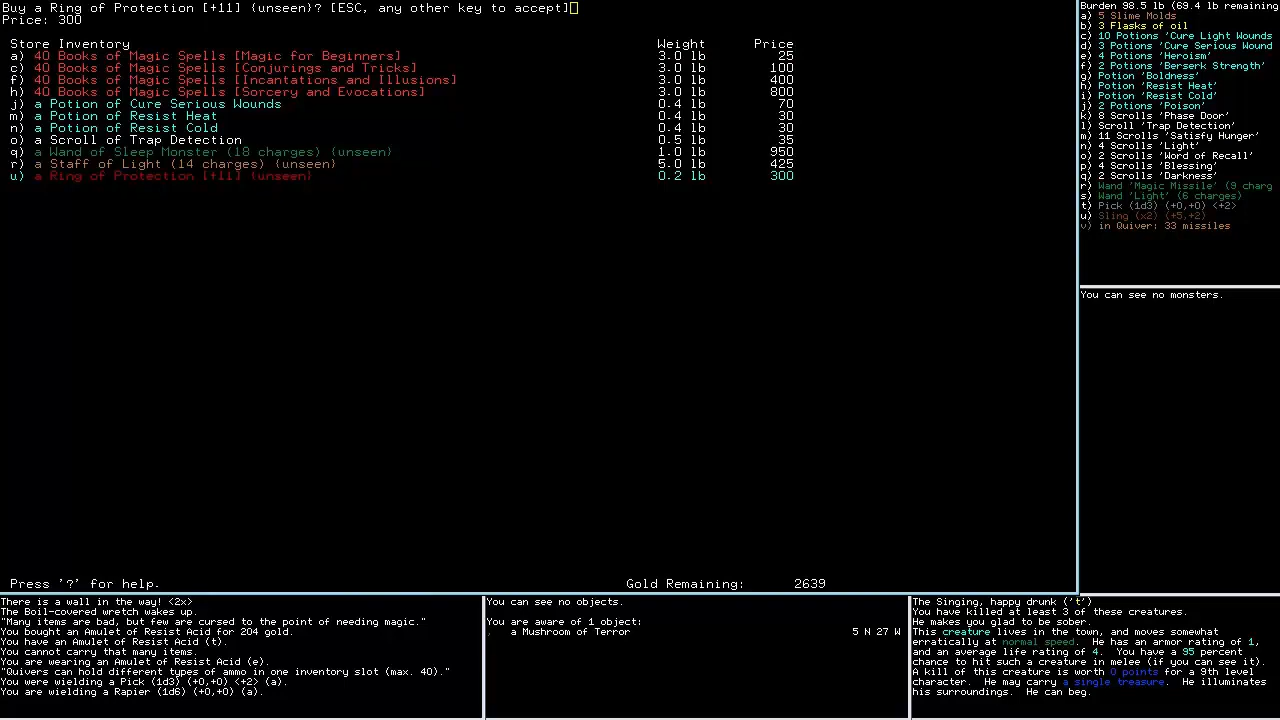 Buy a Ring of Protection [+11] {unseen}? [ESC, any other key to accept]
Price: 300
Store Inventory Weight Price
a) 40 Books of Magic Spells [Magic for Beginners] 3.0 lb 25
c) 40 Books of Magic Spells [Conjurings and Tricks] 3.0 lb 100
f) 40 Books of Magic Spells [Incantations and Illusions] 3.0 lb 400
h) 40 Books of Magic Spells [Sorcery and Evocations] 3.0 lb 800
j) a Potion of Cure Serious Wounds 0.4 lb 70
m) a Potion of Resist Heat 0.4 lb 30
n) a Potion of Resist Cold 0.4 lb 30
o) a Scroll of Trap Detection 0.5 lb 35
q) a Wand of Sleep Monster (18 charges) {unseen} 1.0 lb 950
r) a Staff of Light (14 charges) {unseen} 5.0 lb 425
u) a Ring of Protection [+11] {unseen} 0.2 lb 300
Press '?' for help. Gold Remaining: 2639
Burden 98.5 lb (69.4 lb remaining
a) 5 Slime Molds
b) 3 Flasks of oil
c) 10 Potions 'Cure Light Wounds
d) 3 Potions 'Cure Serious Wound
e) 4 Potions 'Heroism'
f) 2 Potions 'Berserk Strength'
g) Potion 'Boldness'
h) Potion 'Resist Heat'
i) Potion 'Resist Cold'
j) 2 Potions 'Poison'
k) 8 Scrolls 'Phase Door'
l) Scroll 'Trap Detection'
m) 11 Scrolls 'Satisfy Hunger'
n) 4 Scrolls 'Light'
o) 2 Scrolls 'Word of Recall'
p) 4 Scrolls 'Blessing'
q) 2 Scrolls 'Darkness'
r) Wand 'Magic Missile' (9 charg
s) Wand 'Light' (6 charges)
t) Pick (1d3) (+0,+0) <+2>
u) Sling (x2) (+5,+2)
v) in Quiver: 33 missiles
You can see no monsters.
There is a wall in the way! <2x>
The Boil-covered wretch wakes up.
"Many items are bad, but few are cursed to the point of needing magic."
You bought an Amulet of Resist Acid for 204 gold.
You have an Amulet of Resist Acid (t).
You cannot carry that many items.
You are wearing an Amulet of Resist Acid (e).
"Quivers can hold different types of ammo in one inventory slot (max. 40)."
You were wielding a Pick (1d3) (+0,+0) <+2> (a).
You are wielding a Rapier (1d6) (+0,+0) (a).
You can see no objects.
You are aware of 1 object:
, a Mushroom of Terror 5 N 27 W
The Singing, happy drunk ('t')
You have killed at least 3 of these creatures.
He makes you glad to be sober.
This creature lives in the town, and moves somewhat
erratically at normal speed. He has an armor rating of 1,
and an average life rating of 4. You have a 95 percent
chance to hit such a creature in melee (if you can see it).
A kill of this creature is worth 0 points for a 9th level
character. He may carry a single treasure. He illuminates
his surroundings. He can beg.